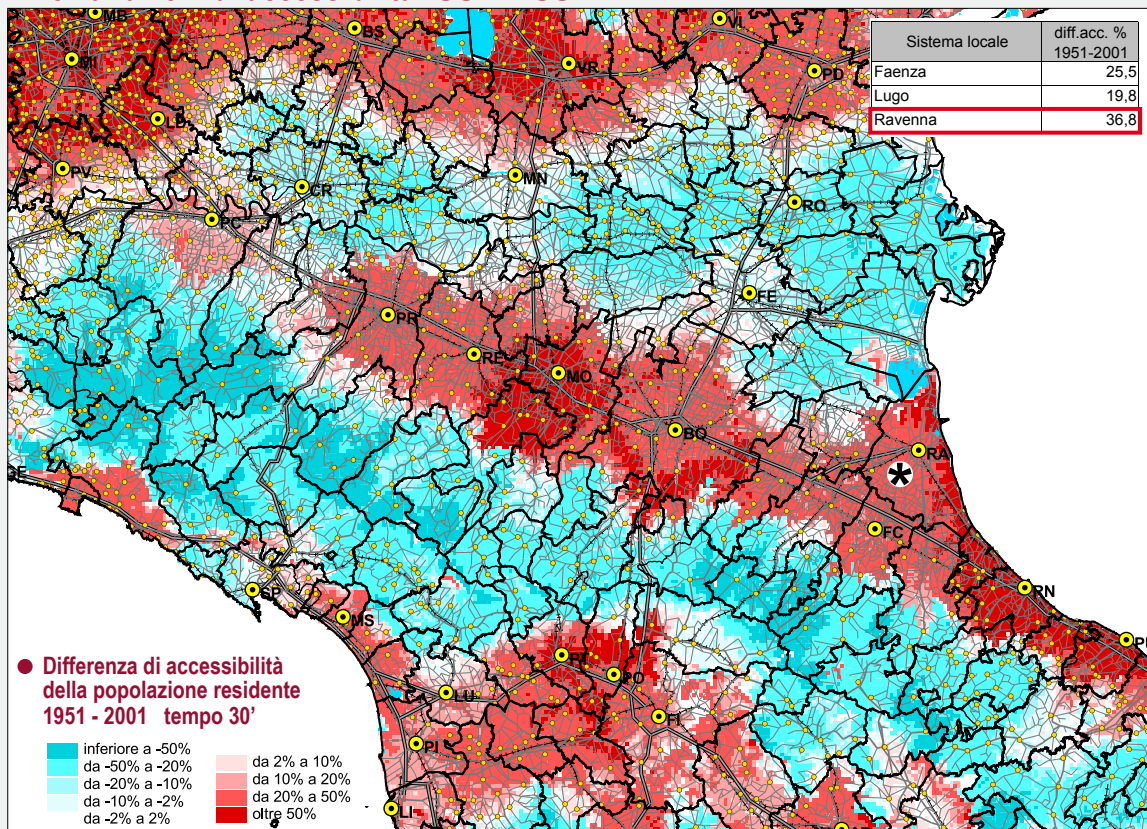 Sistema locale
diff.acc. %
1951-2001
Faenza 25,5
Lugo 19,8
Ravenna 36,8
MB
BS
VI
MI
VR
PD
LO
PV
CR
MN
RO
PC
FE
PR
RE
MO
BO
RA
*
FC
SP
RN
MS
PT
PO
LU
FI
PI
LI
● Differenza di accessibilità
della popolazione residente
1951 - 2001 tempo 30’
inferiore a -50%
da -50% a -20%
da -20% a -10%
da -10% a -2%
da -2% a 2%
da 2% a 10%
da 10% a 20%
da 20% a 50%
oltre 50%